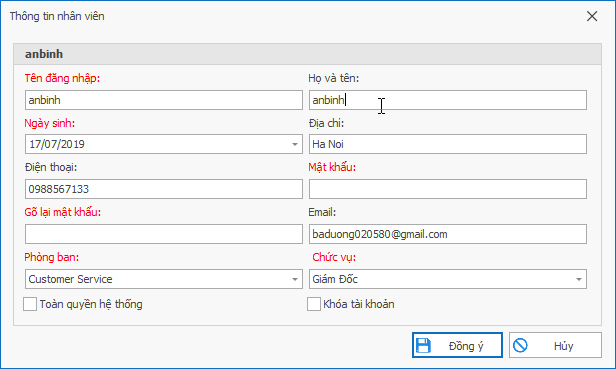 Thông tin nhân viên
anbinh
Tên đăng nhập: Họ và tên:
anbinh anbinh
Ngày sinh: Địa chỉ:
17/07/2019 Ha Noi
Điện thoại: Mật khẩu:
0988567133
Gõ lại mật khẩu: Email:
baduong020580@gmail.com
Phòng ban: Chức vụ:
Customer Service Giám Đốc
Toàn quyền hệ thống Khóa tài khoản
Đồng ý Hủy